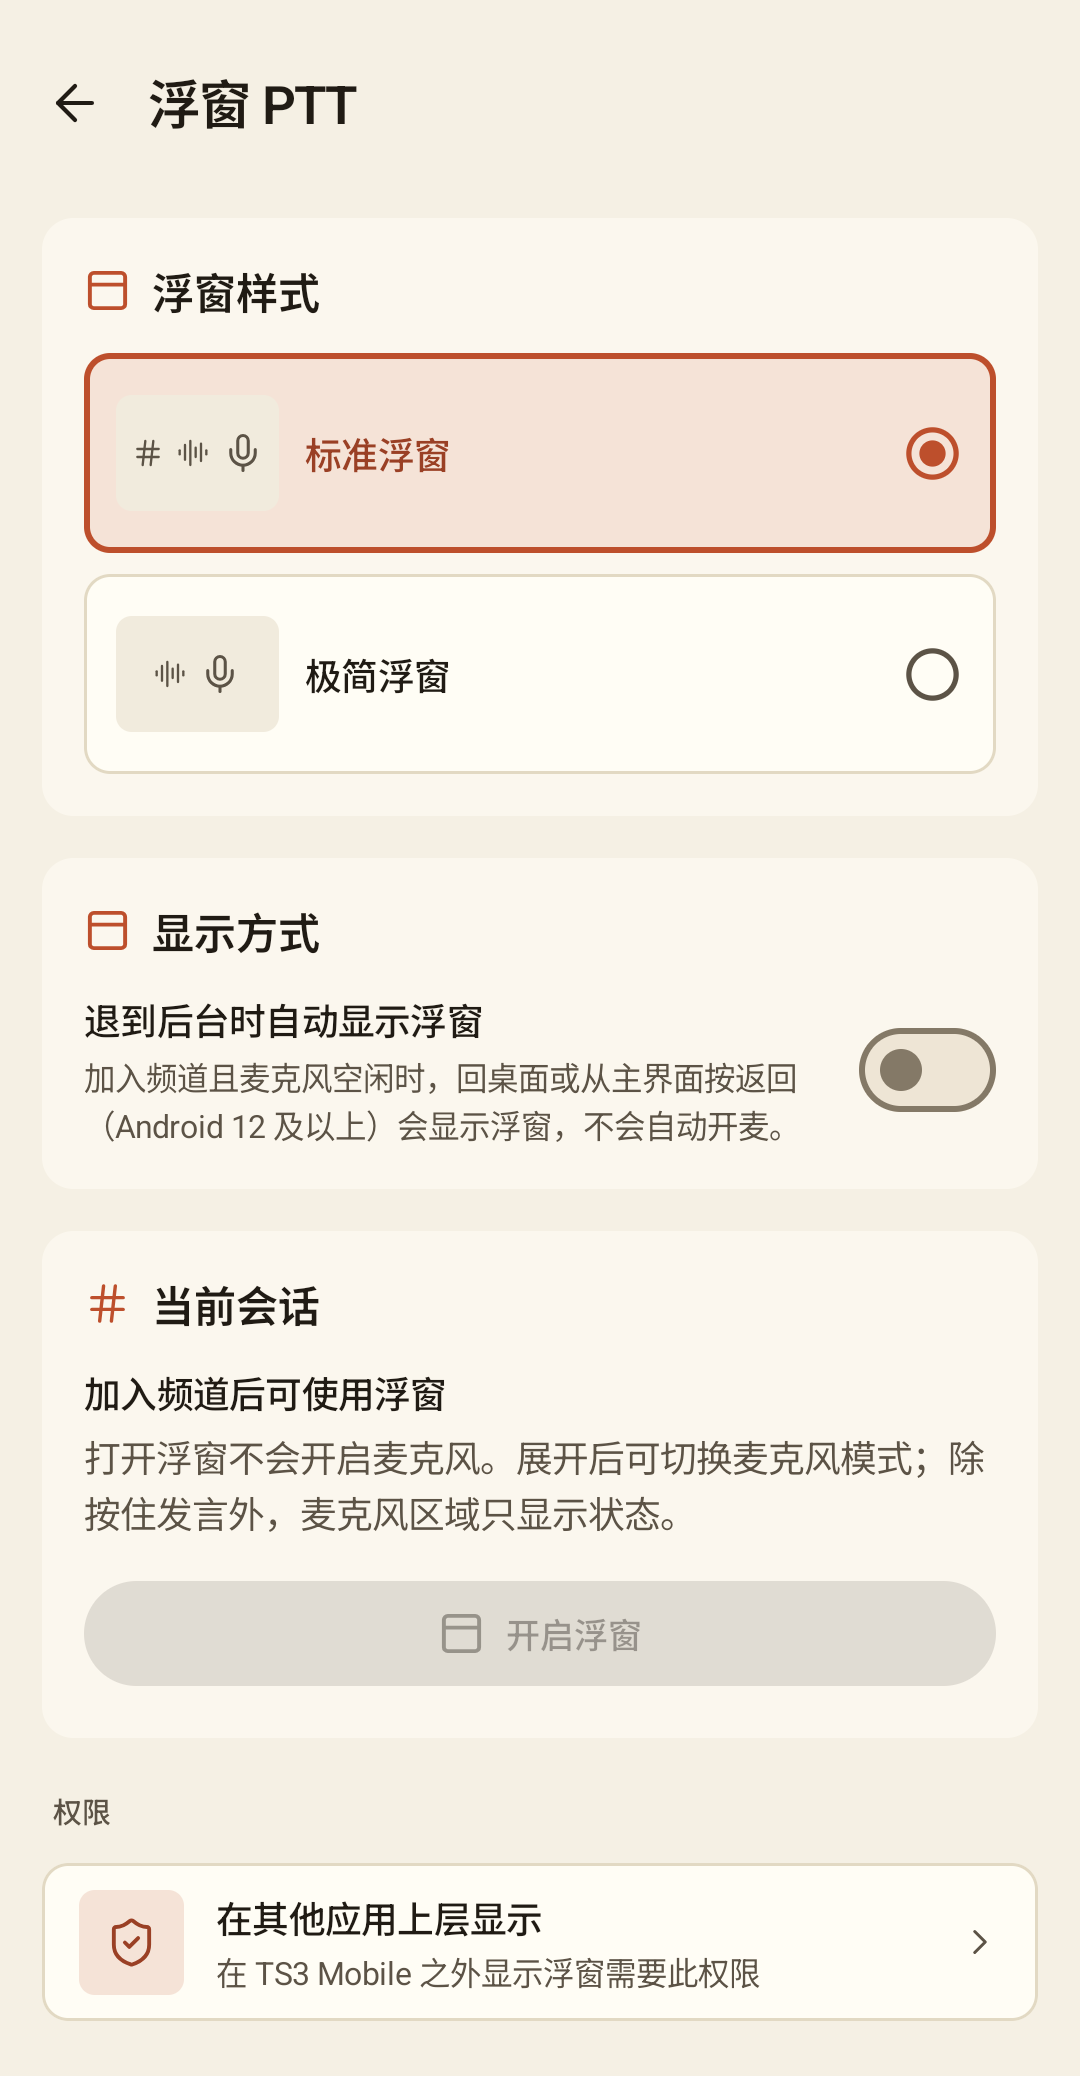 浮窗 PTT
浮窗样式
标准浮窗
极简浮窗
显示方式
退到后台时自动显示浮窗
加入频道且麦克风空闲时，回桌面或从主界面按返回
（Android 12 及以上）会显示浮窗，不会自动开麦。
当前会话
加入频道后可使用浮窗
打开浮窗不会开启麦克风。展开后可切换麦克风模式；除
按住发言外，麦克风区域只显示状态。
开启浮窗
权限
在其他应用上层显示
在 TS3 Mobile 之外显示浮窗需要此权限